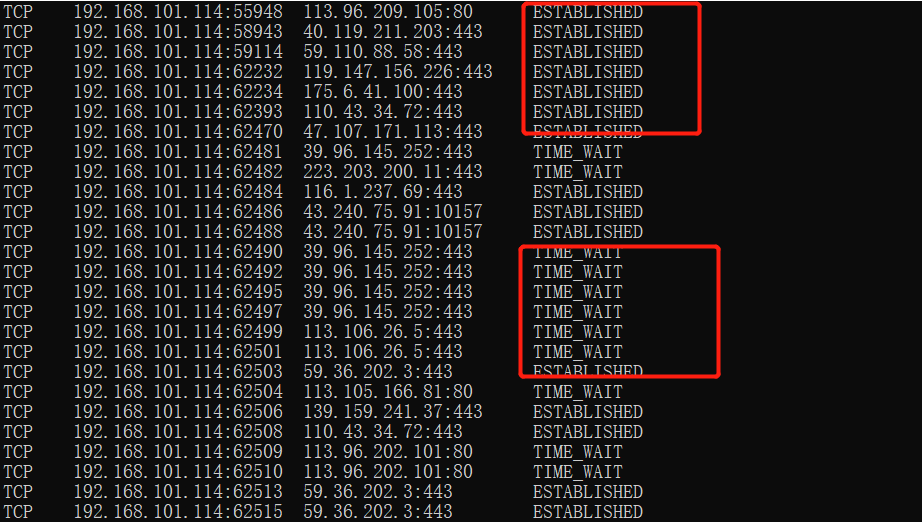 TCP 192.168.101.114:55948 113.96.209.105:80 ESTABLISHED
TCP 192.168.101.114:58943 40.119.211.203:443 ESTABLISHED
TCP 192.168.101.114:59114 59.110.88.58:443 ESTABLISHED
TCP 192.168.101.114:62232 119.147.156.226:443 ESTABLISHED
TCP 192.168.101.114:62234 175.6.41.100:443 ESTABLISHED
TCP 192.168.101.114:62393 110.43.34.72:443 ESTABLISHED
TCP 192.168.101.114:62470 47.107.171.113:443 ESTABLISHED
TCP 192.168.101.114:62481 39.96.145.252:443 TIME_WAIT
TCP 192.168.101.114:62482 223.203.200.11:443 TIME_WAIT
TCP 192.168.101.114:62484 116.1.237.69:443 ESTABLISHED
TCP 192.168.101.114:62486 43.240.75.91:10157 ESTABLISHED
TCP 192.168.101.114:62488 43.240.75.91:10157 ESTABLISHED
TCP 192.168.101.114:62490 39.96.145.252:443 TIME_WAIT
TCP 192.168.101.114:62492 39.96.145.252:443 TIME_WAIT
TCP 192.168.101.114:62495 39.96.145.252:443 TIME_WAIT
TCP 192.168.101.114:62497 39.96.145.252:443 TIME_WAIT
TCP 192.168.101.114:62499 113.106.26.5:443 TIME_WAIT
TCP 192.168.101.114:62501 113.106.26.5:443 TIME_WAIT
TCP 192.168.101.114:62503 59.36.202.3:443 ESTABLISHED
TCP 192.168.101.114:62504 113.105.166.81:80 TIME_WAIT
TCP 192.168.101.114:62506 139.159.241.37:443 ESTABLISHED
TCP 192.168.101.114:62508 110.43.34.72:443 ESTABLISHED
TCP 192.168.101.114:62509 113.96.202.101:80 TIME_WAIT
TCP 192.168.101.114:62510 113.96.202.101:80 TIME_WAIT
TCP 192.168.101.114:62513 59.36.202.3:443 ESTABLISHED
TCP 192.168.101.114:62515 59.36.202.3:443 ESTABLISHED